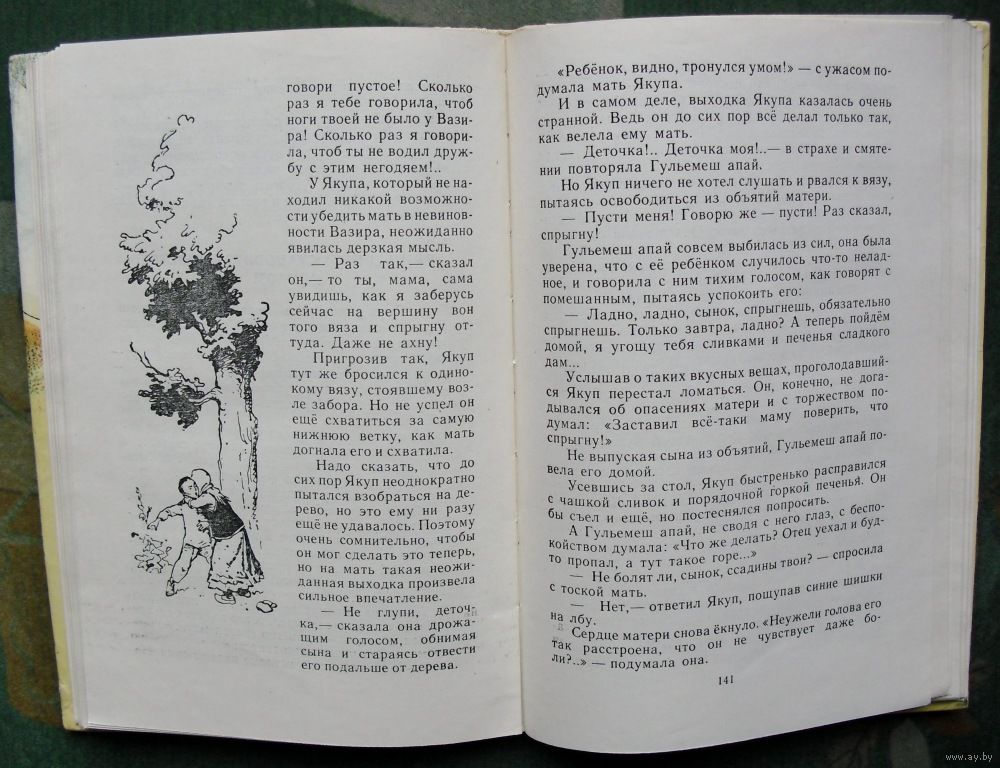 говори пустое! Сколько
раз я тебе говорила, чтоб
ноги твоей не было у Вази-
ра! Сколько раз я говори-
ла, чтоб ты не водил друж-
бу с этим негодяем!..
У Якупа, который не на-
ходил никакой возможно-
сти убедить мать в невинов-
ности Вазира, неожиданно
явилась дерзкая мысль.
— Раз так,— сказал
он,— то ты, мама, сама
увидишь, как я заберусь
сейчас на вершину вон
того вяза и спрыгну от-
туда. Даже не ахну!
Пригрозив так, Якуп
тут же бросился к одино-
кому вязу, стоявшему воз-
ле забора. Но не успел он
ещё схватиться за самую
нижнюю ветку, как мать
догнала его и схватила.
Надо сказать, что до
сих пор Якуп неоднократно
пытался взобраться на де-
рево, но это ему ни разу
ещё не удавалось. Поэтому
очень сомнительно, чтобы
он мог сделать это теперь,
но на мать такая неожи-
данная выходка произвела
сильное впечатление.
— Не глупи, деточ-
ка,— сказала она дрожа-
щим голосом, обнимая
сына и стараясь отвести
его подальше от дерева.
«Ребёнок, видно, тронулся умом!» — с ужасом по-
думала мать Якупа.
И в самом деле, выходка Якупа казалась очень
странной. Ведь он до сих пор всё делал только так,
как велела ему мать.
— Деточка!.. Деточка моя!..— в страхе и смяте-
нии повторяла Гульемеш апай.
Но Якуп ничего не хотел слушать и рвался к вязу,
пытаясь освободиться из объятий матери.
— Пусти меня! Говорю же — пусти! Раз сказал,
спрыгну!
Гульемеш апай совсем выбилась из сил, она была
уверена, что с её ребёнком случилось что-то нелад-
ное, и говорила с ним тихим голосом, как говорят с
помешанным, пытаясь успокоить его:
— Ладно, ладно, сынок, спрыгнешь, обязательно
спрыгнешь. Только завтра, ладно? А теперь пойдём
домой, я угощу тебя сливками и печенья сладкого
дам...
Услышав о таких вкусных вещах, проголодавший-
ся Якуп перестал ломаться. Он, конечно, не дога-
дывался об опасениях матери и с торжеством по-
думал: «Заставил всё-таки маму поверить, что
спрыгну!»
Не выпуская сына из объятий, Гульемеш апай по-
вела его домой.
Усевшись за стол, Якуп быстренько расправился
с чашкой сливок и порядочной горкой печенья. Он
бы съел и ещё, но постеснялся попросить.
А Гульемеш апай, не сводя с него глаз, с беспо-
койством думала: «Что же делать? Отец уехал и буд-
то пропал, а тут такое горе...»
— Не болят ли, сынок, ссадины твои? — спросила
с тоской мать.
— Нет,— ответил Якуп, пощупав синие шишки
на лбу.
Сердце матери снова ёкнуло. «Неужели голова его
так расстроена, что он не чувствует даже бо-
ли?..» — подумала она.
141
www.ay.by